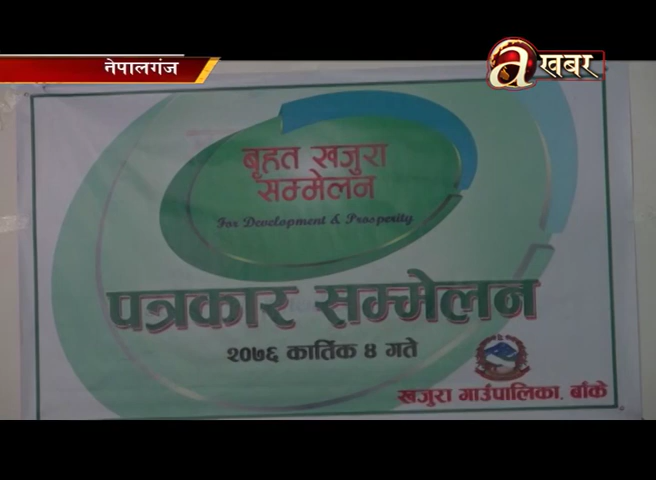 नेपालगंज
a खबर
बृहत खजुरा
सम्मेलन
For Development & Prosperity
पत्रकार सम्मेलन
२०७६ कार्तिक ४ गते
खजुरा गाउँपालिका, बाँके